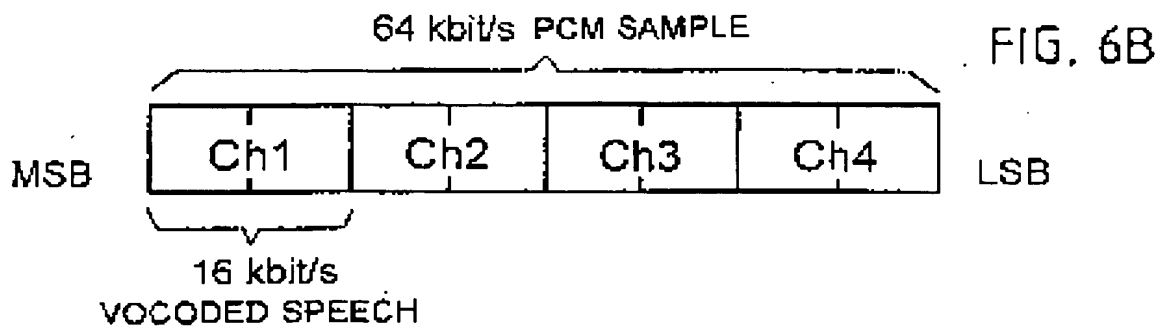 64 kbit/s PCM SAMPLE
FIG. 6B
MSB
Ch1 Ch2 Ch3 Ch4
LSB
16 kbit/s
VOCODED SPEECH